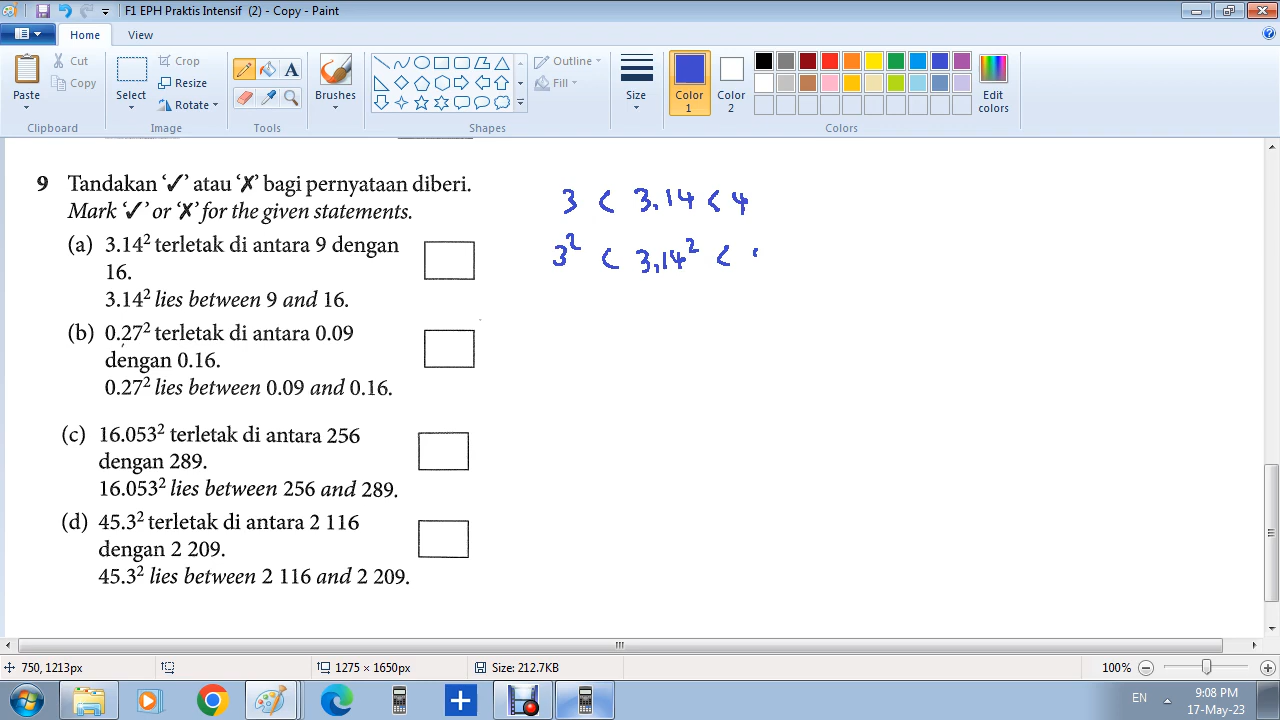 F1 EPH Praktis Intensif (2) - Copy - Paint
Home View
Paste Cut Copy Clipboard
Select Crop Resize Rotate Image
A Tools
Brushes
Outline Fill Shapes
Size
Color 1 Color 2 Edit colors Colors
9 Tandakan ‘✓’ atau ‘✗’ bagi pernyataan diberi.
Mark ‘✓’ or ‘✗’ for the given statements.
(a) 3.14² terletak di antara 9 dengan
16.
3.14² lies between 9 and 16.
(b) 0.27² terletak di antara 0.09
dengan 0.16.
0.27² lies between 0.09 and 0.16.
(c) 16.053² terletak di antara 256
dengan 289.
16.053² lies between 256 and 289.
(d) 45.3² terletak di antara 2 116
dengan 2 209.
45.3² lies between 2 116 and 2 209.
3 < 3.14 < 4
3² < 3.14² <
750, 1213px 1275 × 1650px Size: 212.7KB 100%
EN 9:08 PM
17-May-23